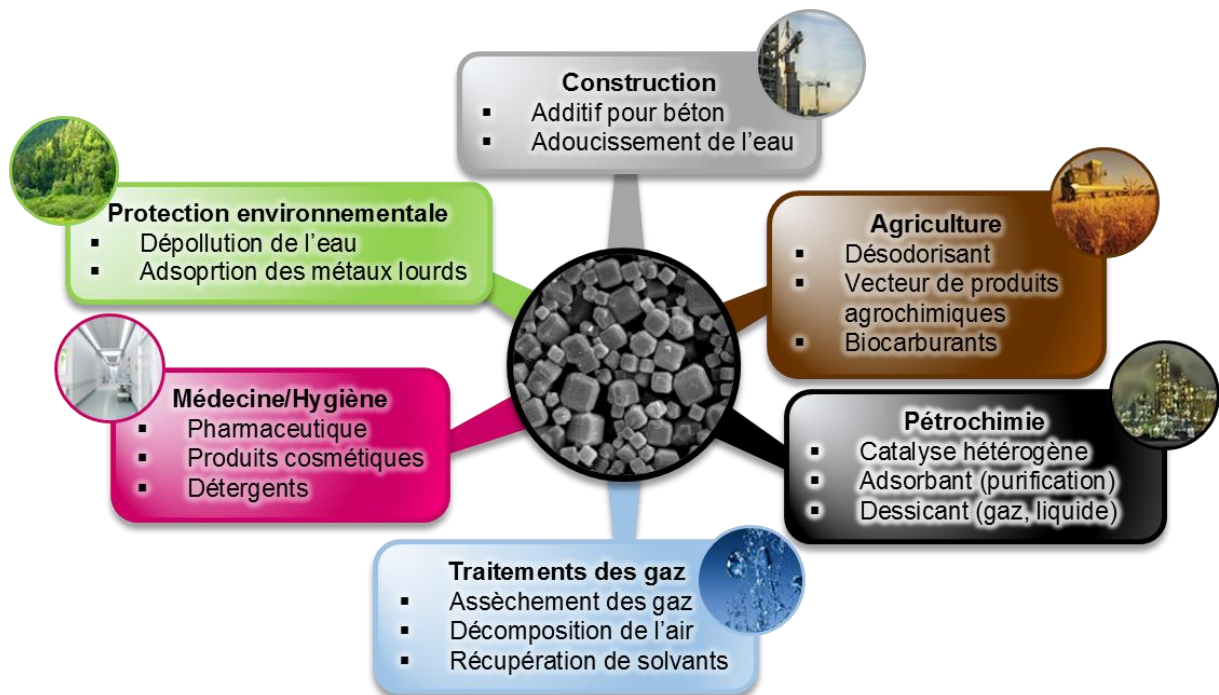 Construction
▪ Additif pour béton
▪ Adoucissement de l'eau
Protection environnementale
▪ Dépollution de l'eau
▪ Adsoprtion des métaux lourds
Agriculture
▪ Désodorisant
▪ Vecteur de produits
agrochimiques
▪ Biocarburants
Médecine/Hygiène
▪ Pharmaceutique
▪ Produits cosmétiques
▪ Détergents
Pétrochimie
▪ Catalyse hétérogène
▪ Adsorbant (purification)
▪ Dessicant (gaz, liquide)
Traitements des gaz
▪ Assèchement des gaz
▪ Décomposition de l'air
▪ Récupération de solvants